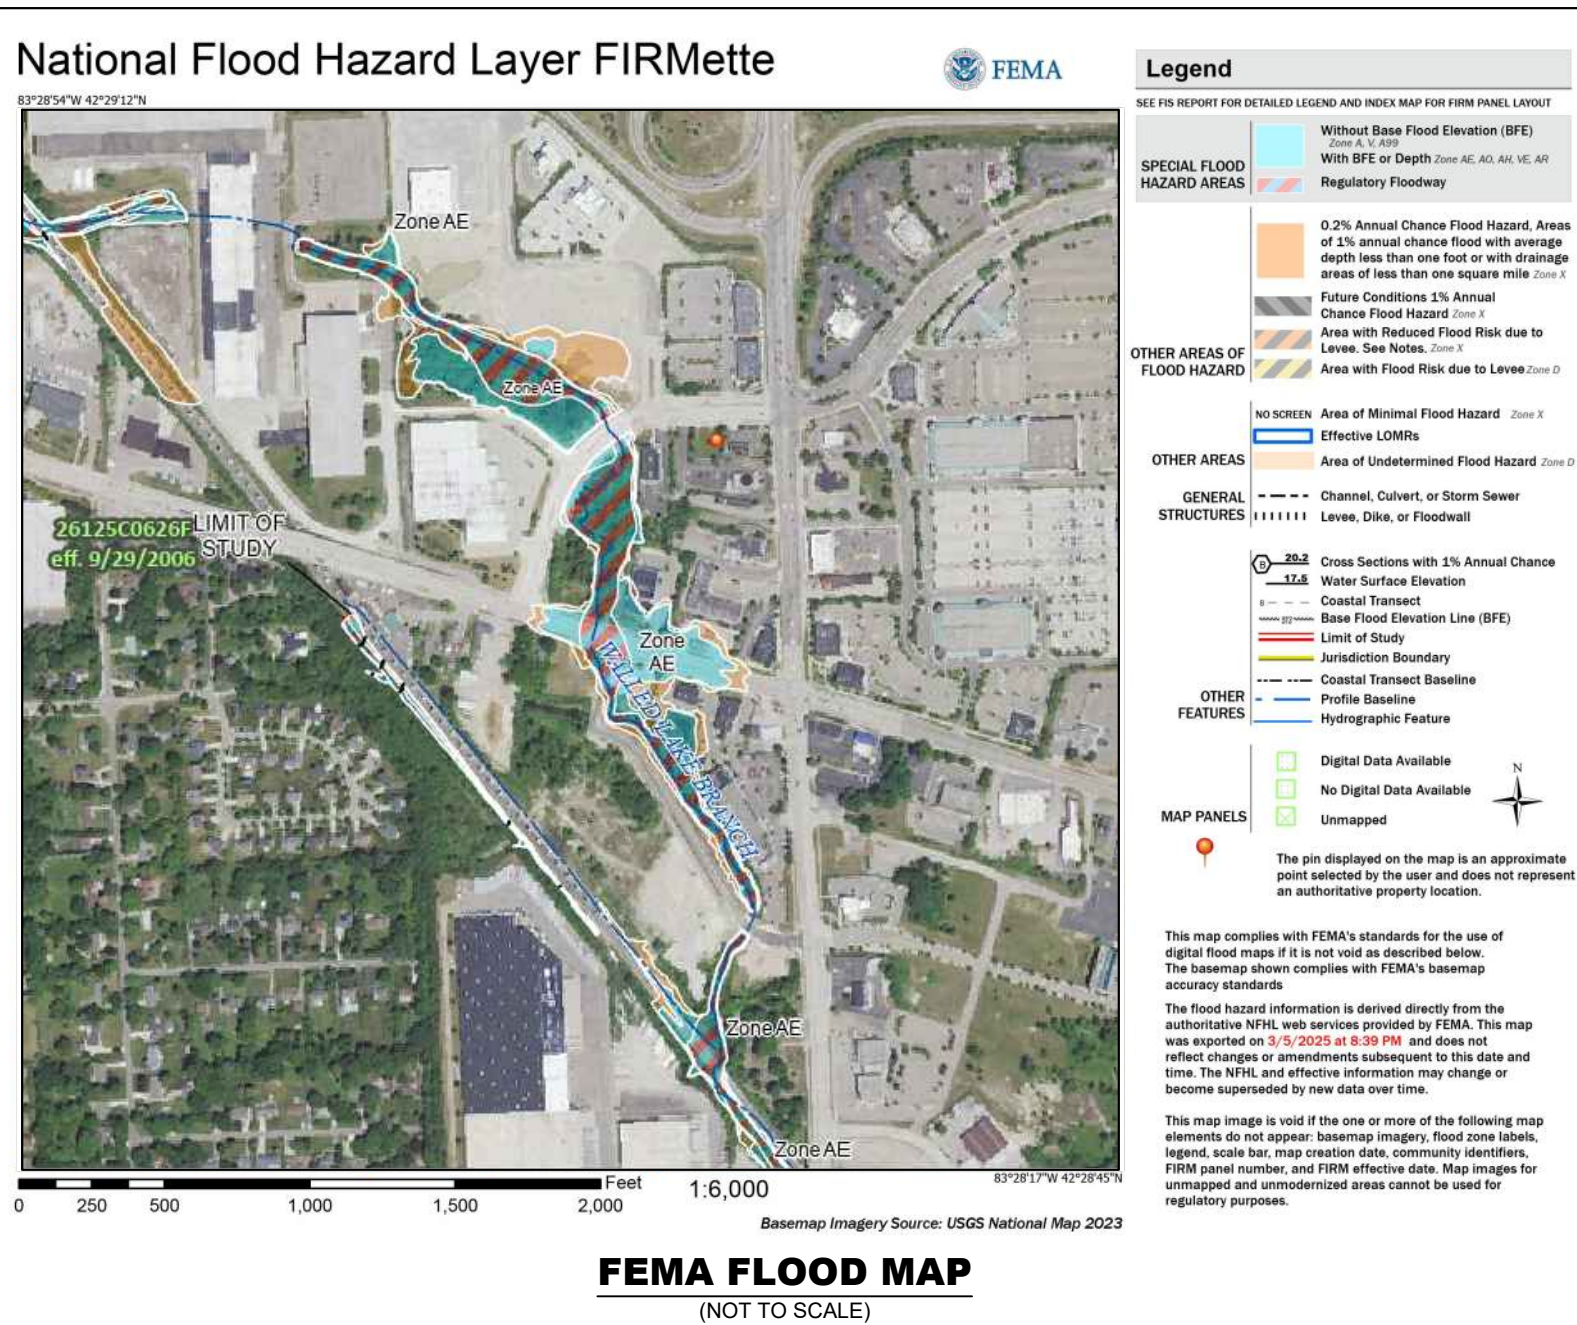 National Flood Hazard Layer FIRMette
FEMA
83°28'54"W 42°29'12"N
Zone AE
Zone AE
26125C0626F
eff. 9/29/2006
LIMIT OF
STUDY
Zone
AE
WALLED LAKE BRANCH
Zone AE
Zone AE
Feet
1:6,000
83°28'17"W 42°28'45"N
0 250 500 1,000 1,500 2,000
Basemap Imagery Source: USGS National Map 2023
Legend
SEE FIS REPORT FOR DETAILED LEGEND AND INDEX MAP FOR FIRM PANEL LAYOUT
SPECIAL FLOOD
HAZARD AREAS
Without Base Flood Elevation (BFE)
Zone A, V, A99
With BFE or Depth Zone AE, AO, AH, VE, AR
Regulatory Floodway
0.2% Annual Chance Flood Hazard, Areas
of 1% annual chance flood with average
depth less than one foot or with drainage
areas of less than one square mile Zone X
Future Conditions 1% Annual
Chance Flood Hazard Zone X
OTHER AREAS OF
FLOOD HAZARD
Area with Reduced Flood Risk due to
Levee. See Notes. Zone X
Area with Flood Risk due to Levee Zone D
NO SCREEN Area of Minimal Flood Hazard Zone X
Effective LOMRs
OTHER AREAS
Area of Undetermined Flood Hazard Zone D
GENERAL
STRUCTURES
Channel, Culvert, or Storm Sewer
Levee, Dike, or Floodwall
B 20.2 Cross Sections with 1% Annual Chance
17.5 Water Surface Elevation
8 Coastal Transect
513 Base Flood Elevation Line (BFE)
Limit of Study
Jurisdiction Boundary
Coastal Transect Baseline
OTHER
FEATURES
Profile Baseline
Hydrographic Feature
MAP PANELS
Digital Data Available
No Digital Data Available
Unmapped
N
The pin displayed on the map is an approximate
point selected by the user and does not represent
an authoritative property location.
This map complies with FEMA's standards for the use of
digital flood maps if it is not void as described below.
The basemap shown complies with FEMA's basemap
accuracy standards
The flood hazard information is derived directly from the
authoritative NFHL web services provided by FEMA. This map
was exported on 3/5/2025 at 8:39 PM and does not
reflect changes or amendments subsequent to this date and
time. The NFHL and effective information may change or
become superseded by new data over time.
This map image is void if the one or more of the following map
elements do not appear: basemap imagery, flood zone labels,
legend, scale bar, map creation date, community identifiers,
FIRM panel number, and FIRM effective date. Map images for
unmapped and unmodernized areas cannot be used for
regulatory purposes.
FEMA FLOOD MAP
(NOT TO SCALE)